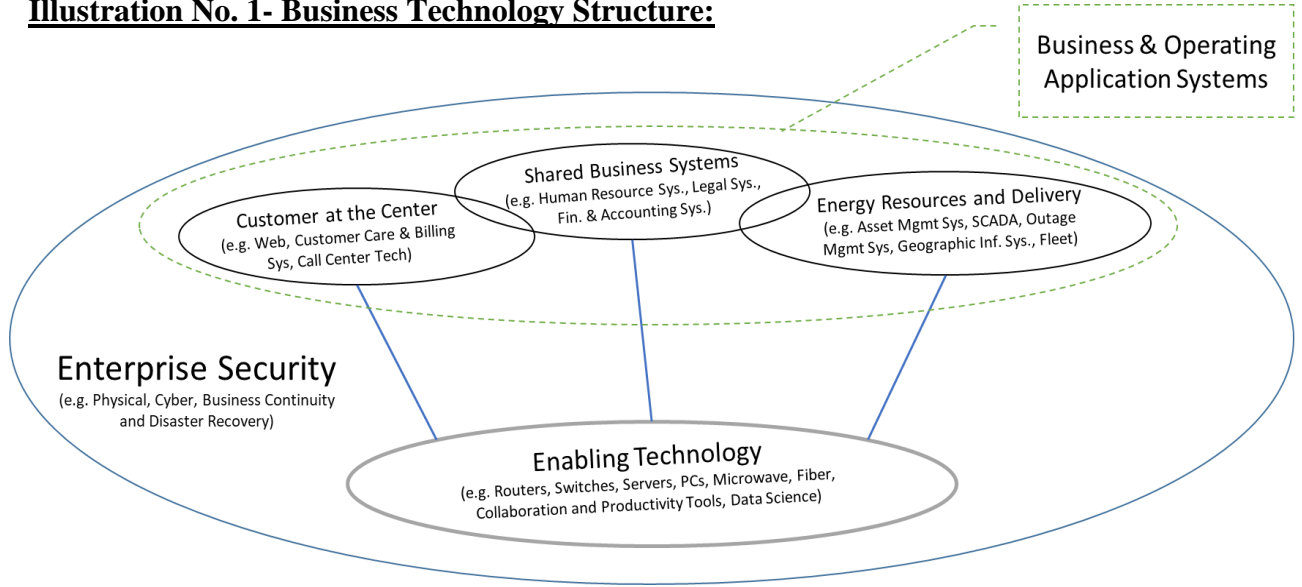 Illustration No. 1- Business Technology Structure:
Business & Operating
Application Systems
Shared Business Systems
(e.g. Human Resource Sys., Legal Sys.,
Fin. & Accounting Sys.)
Customer at the Center
(e.g. Web, Customer Care & Billing
Sys, Call Center Tech)
Energy Resources and Delivery
(e.g. Asset Mgmt Sys, SCADA, Outage
Mgmt Sys, Geographic Inf. Sys., Fleet)
Enterprise Security
(e.g. Physical, Cyber, Business Continuity
and Disaster Recovery)
Enabling Technology
(e.g. Routers, Switches, Servers, PCs, Microwave, Fiber,
Collaboration and Productivity Tools, Data Science)